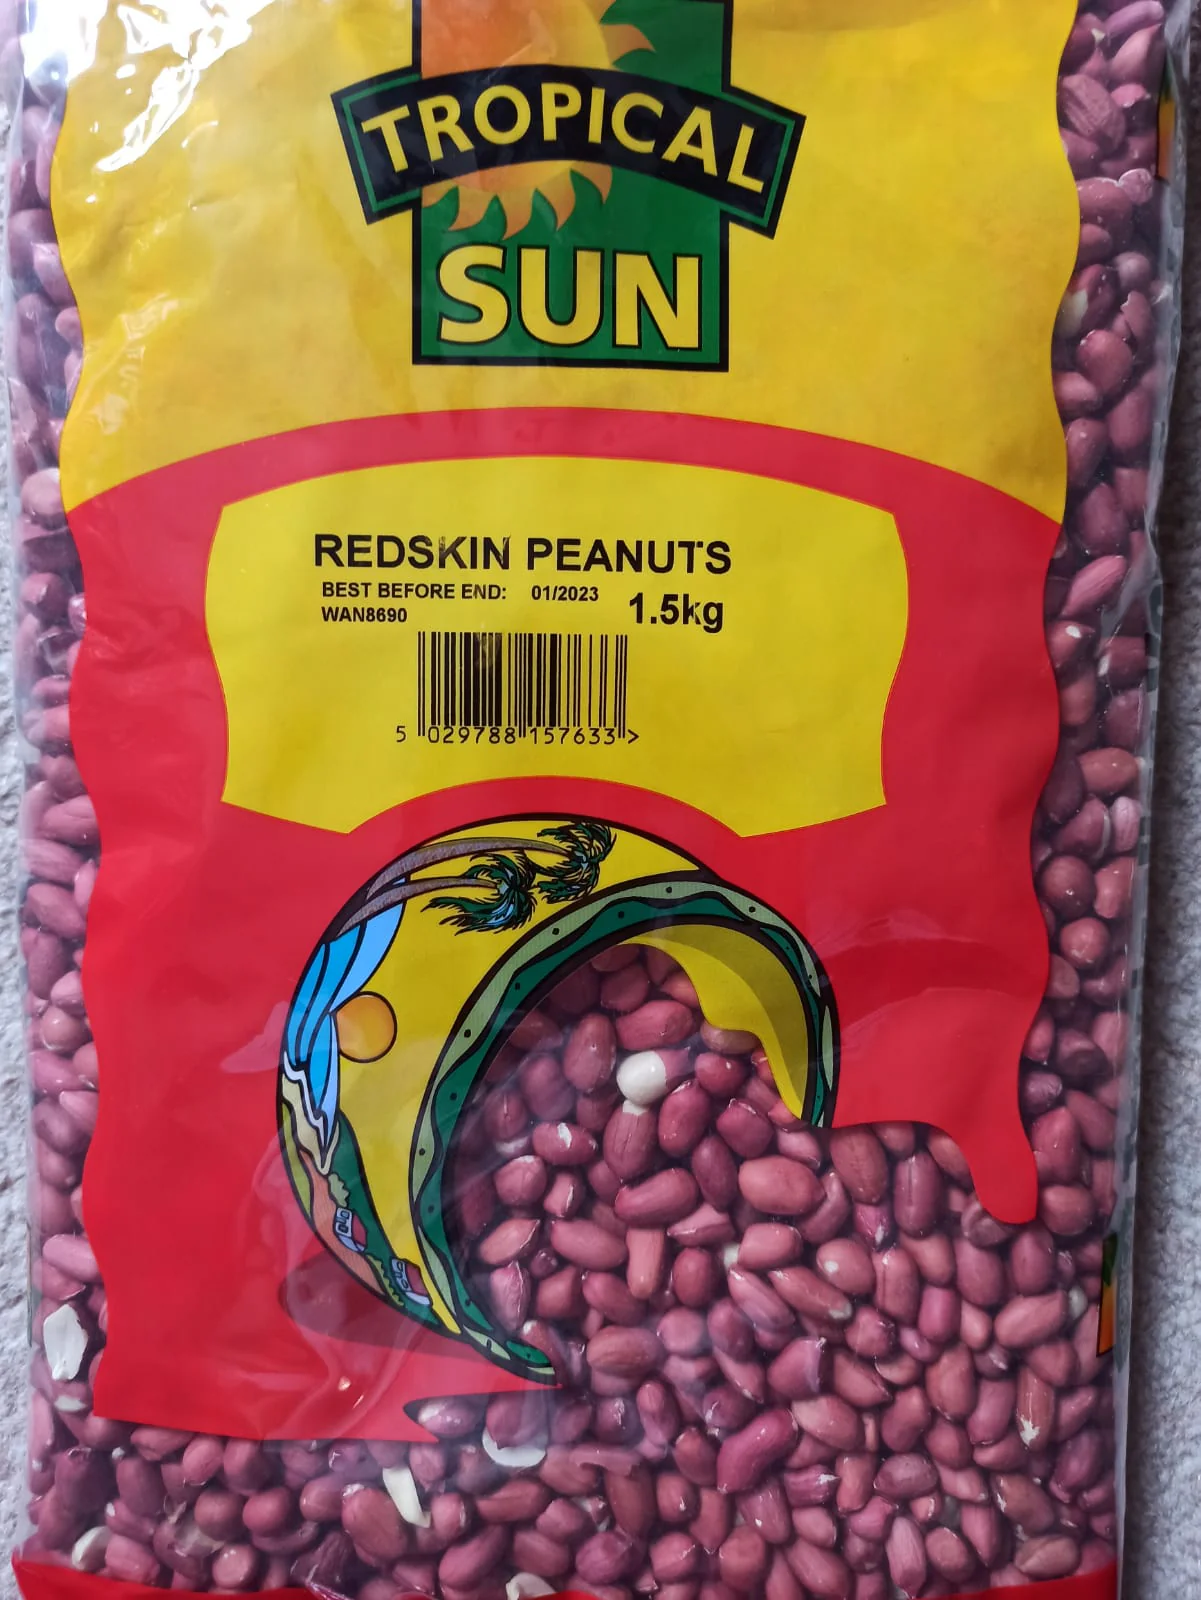 TROPICAL
SUN
REDSKIN PEANUTS
BEST BEFORE END: 01/2023
WAN8690
1.5kg
5 029788 157633 >